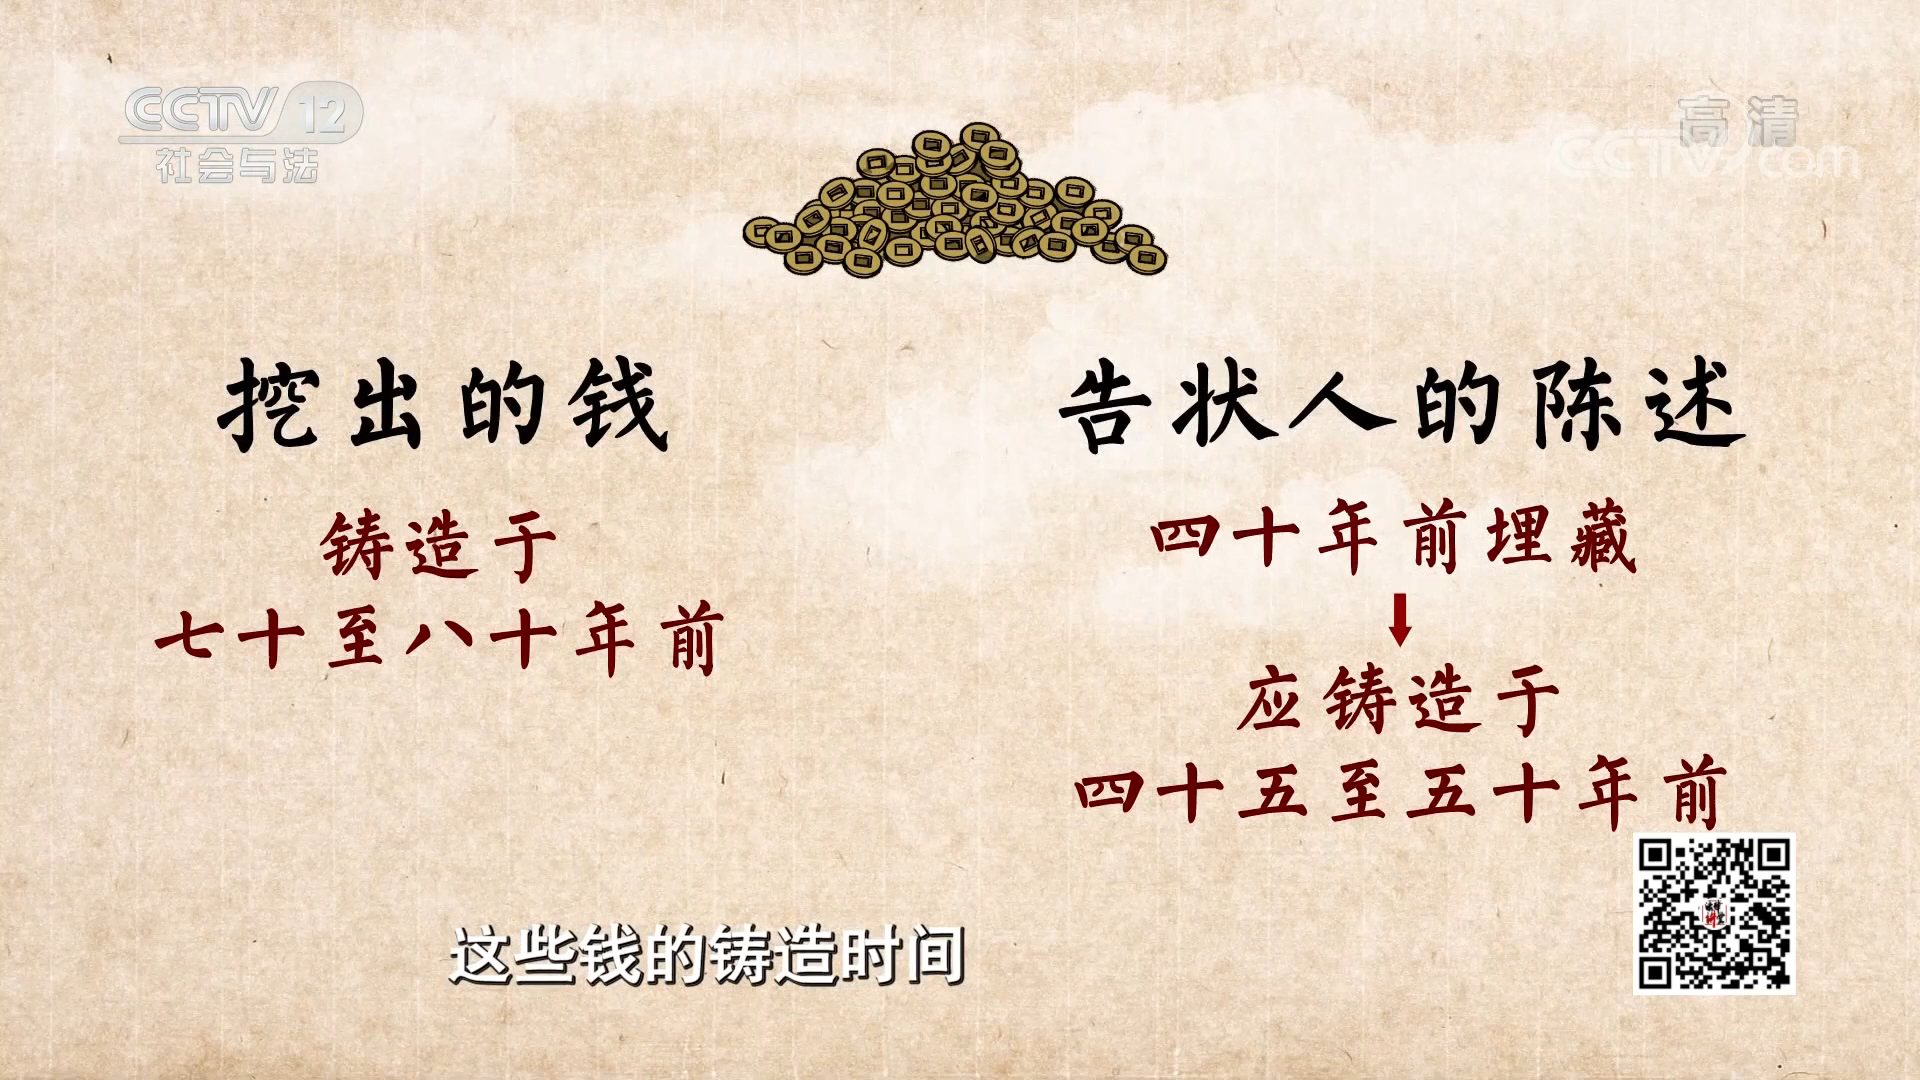 CCTV 12
社会与法
高清
CCTV.com
挖出的钱
铸造于
七十至八十年前
告状人的陈述
四十年前埋藏
应铸造于
四十五至五十年前
这些钱的铸造时间